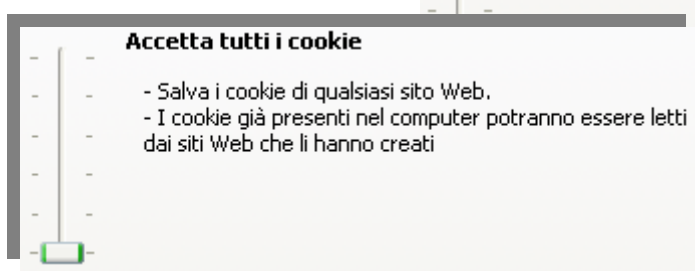 Accetta tutti i cookie
- Salva i cookie di qualsiasi sito Web.
- I cookie già presenti nel computer potranno essere letti
dai siti Web che li hanno creati